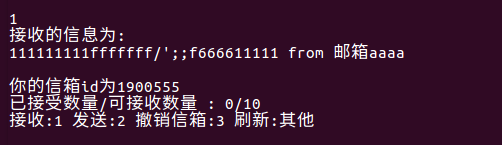 1
接收的信息为:
111111111fffffff/';;f666611111 from 邮箱aaaa
你的信箱id为1900555
已接受数量/可接收数量 : 0/10
接收:1 发送:2 撤销信箱:3 刷新:其他